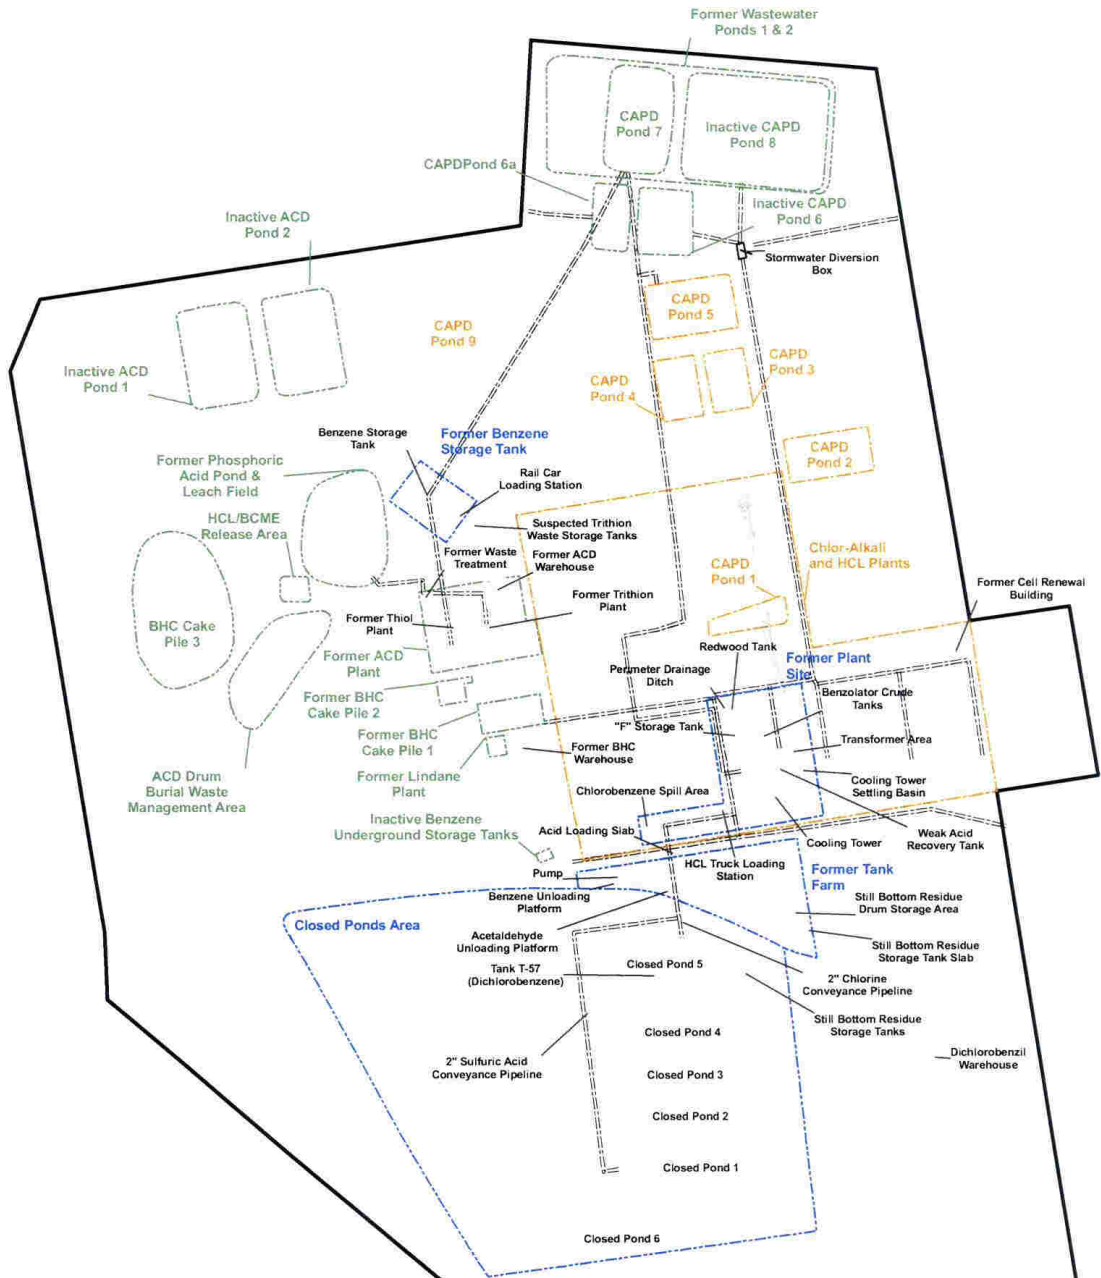 Former Wastewater
Ponds 1 & 2
CAPD
Pond 7
Inactive CAPD
Pond 8
CAPDPond 6a
Inactive CAPD
Pond 6
Inactive ACD
Pond 2
Stormwater Diversion
Box
CAPD
Pond 5
CAPD
Pond 9
CAPD
Pond 3
Inactive ACD
Pond 1
CAPD
Pond 4
Benzene Storage
Tank
Former Benzene
Storage Tank
CAPD
Pond 2
Former Phosphoric
Acid Pond &
Leach Field
Rail Car
Loading Station
HCL/BCME
Release Area
Suspected Trithion
Waste Storage Tanks
Former Waste
Treatment
Former ACD
Warehouse
Chlor-Alkali
and HCL Plants
CAPD
Pond 1
Former Cell Renewal
Building
Former Trithion
Plant
BHC Cake
Pile 3
Former Thiol
Plant
Former ACD
Plant
Redwood Tank
Former Plant
Site
Perimeter Drainage
Ditch
Former BHC
Cake Pile 2
Benzolator Crude
Tanks
"F" Storage Tank
Former BHC
Cake Pile 1
Transformer Area
Former BHC
Warehouse
ACD Drum
Burial Waste
Management Area
Former Lindane
Plant
Cooling Tower
Settling Basin
Chlorobenzene Spill Area
Inactive Benzene
Underground Storage Tanks
Acid Loading Slab
Cooling Tower
Weak Acid
Recovery Tank
HCL Truck Loading
Station
Pump
Former Tank
Farm
Benzene Unloading
Platform
Still Bottom Residue
Drum Storage Area
Closed Ponds Area
Acetaldehyde
Unloading Platform
Still Bottom Residue
Storage Tank Slab
Tank T-57
(Dichlorobenzene)
Closed Pond 5
2" Chlorine
Conveyance Pipeline
Still Bottom Residue
Storage Tanks
Closed Pond 4
2" Sulfuric Acid
Conveyance Pipeline
Dichlorobenzil
Warehouse
Closed Pond 3
Closed Pond 2
Closed Pond 1
Closed Pond 6